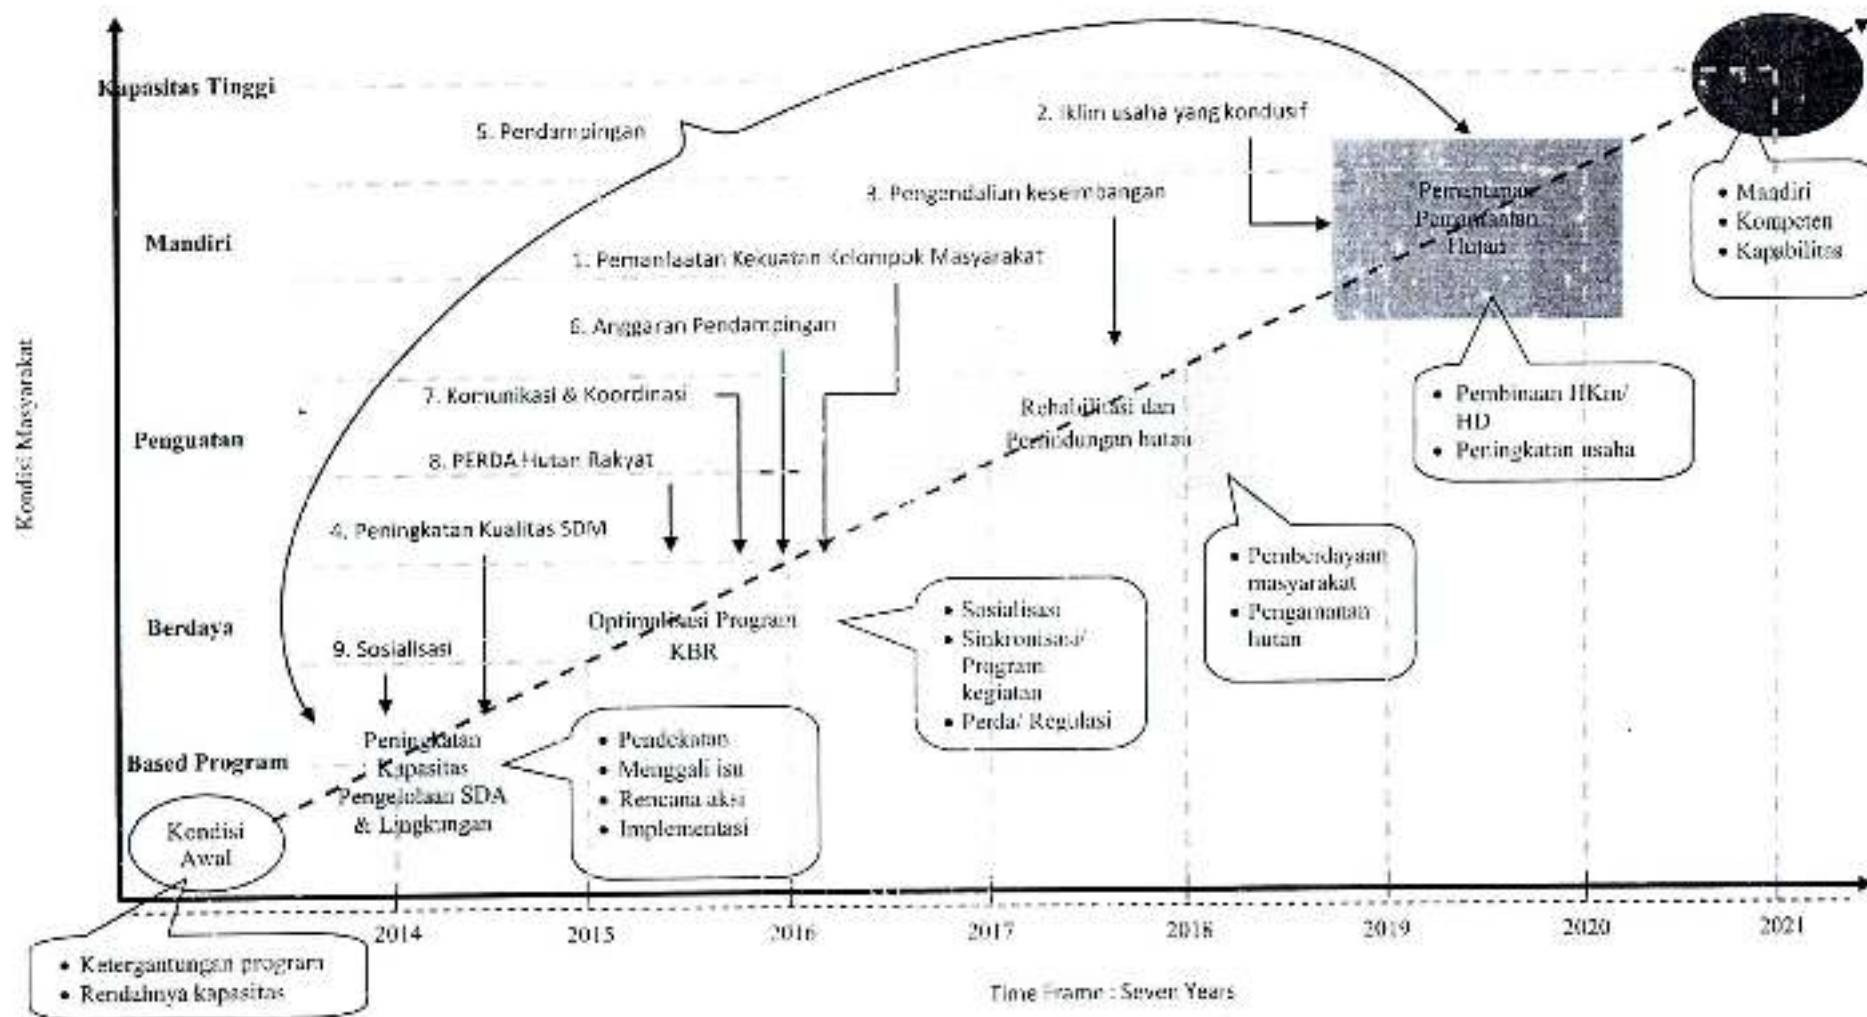 Kapasitas Tinggi
5. Pendampingan
2. Iklim usaha yang kondusif
3. Pengendalian keseimbangan
Pemantapan
Pemanfaatan
Hutan
• Mandiri
• Kompeten
• Kapabilitas
Mandiri
1. Pemanfaatan Kekuatan Kelompok Masyarakat
6. Anggaran Pendampingan
Kondisi Masyarakat
7. Komunikasi & Koordinasi
Rehabilitasi dan
Perlindungan hutan
• Pembinaan HKm/
HD
• Peningkatan usaha
Penguatan
8. PERDA Hutan Rakyat
4. Peningkatan Kualitas SDM
• Pemberdayaan
masyarakat
• Pengamanan
hutan
Berdaya
9. Sosialisasi
Optimalisasi Program
KBR
• Sosialisasi
• Sinkronisasi/
Program
kegiatan
• Perda/ Regulasi
Based Program
Peningkatan
Kapasitas
Pengelolaan SDA
& Lingkungan
• Pendekatan
• Menggali isu
• Rencana aksi
• Implementasi
Kondisi
Awal
2014 2015 2016 2017 2018 2019 2020 2021
• Ketergantungan program
• Rendahnya kapasitas
Time Frame : Seven Years